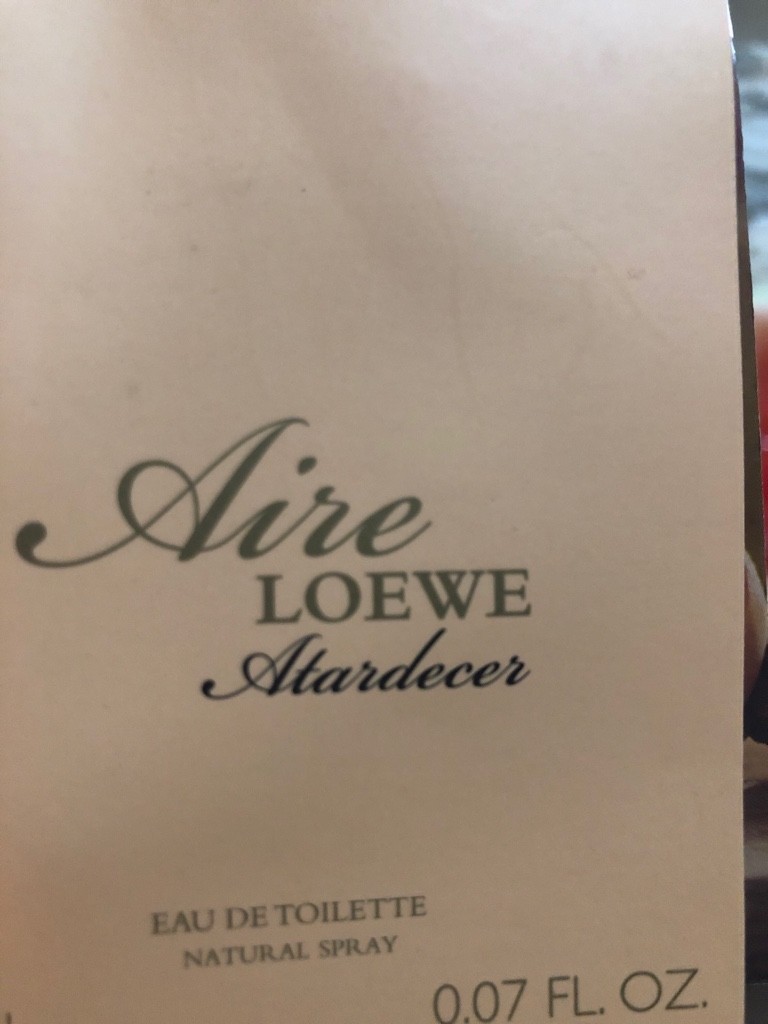 Aire
LOEWE
Atardecer
EAU DE TOILETTE
NATURAL SPRAY
0.07 FL. OZ.